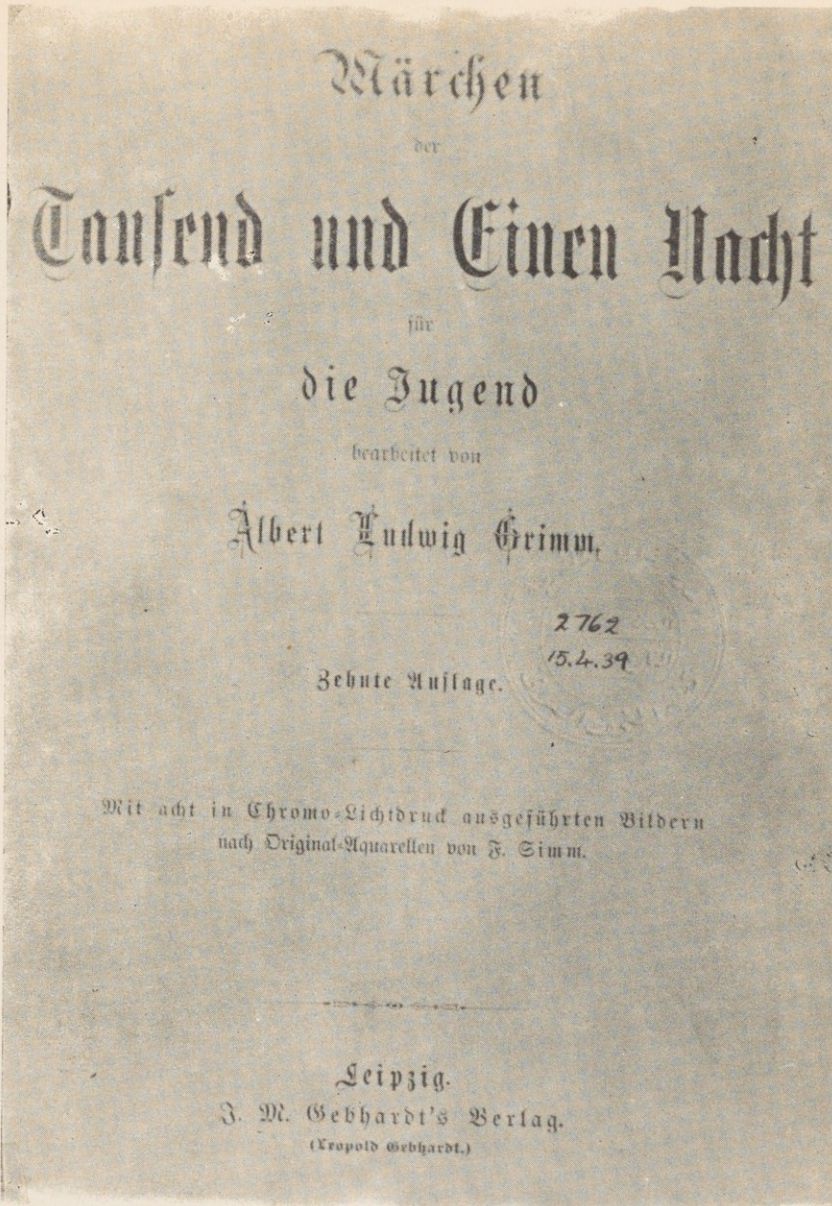 Märchen
der
Tausend und Einen Nacht
für
die Jugend
bearbeitet von
Albert Ludwig Grimm.
2762
15.4.39
Zehnte Auflage.
Mit acht in Chromo-Lichtdruck ausgeführten Bildern
nach Original-Aquarellen von F. Simm.
Leipzig.
J. M. Gebhardt's Verlag.
(Leopold Gebhardt.)